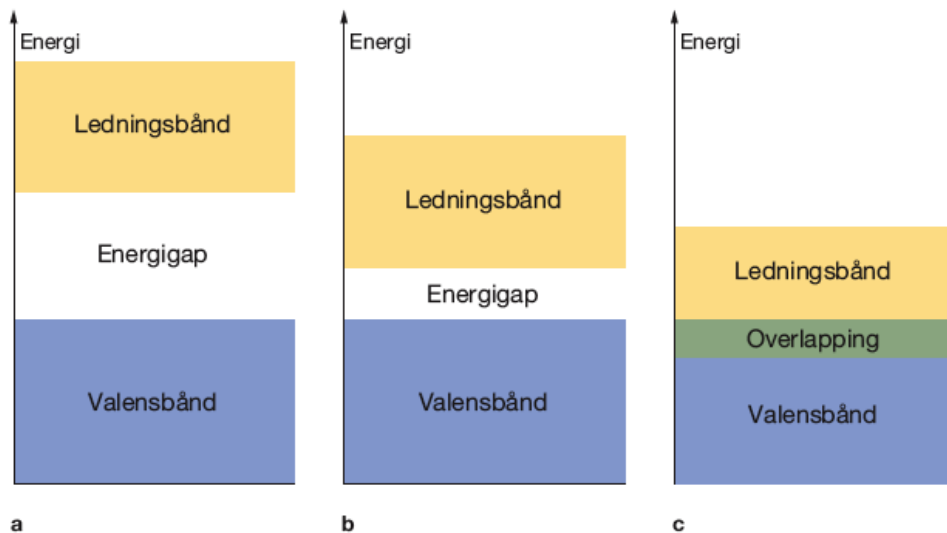 Energi
Ledningsbånd
Energigap
Valensbånd
a
Energi
Ledningsbånd
Energigap
Valensbånd
b
Energi
Ledningsbånd
Overlapping
Valensbånd
c